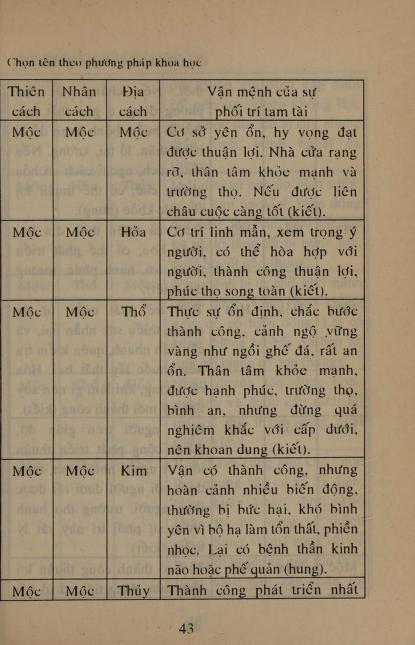 Chọn tên theo phương pháp khoa học
Thiên Nhân Địa Vận mệnh của sự
cách cách cách phối trí tam tài
Mộc Mộc Mộc Cơ sở yên ổn, hy vọng đạt
được thuận lợi. Nhà cửa rạng
rỡ, thân tâm khỏe mạnh và
trường thọ. Nếu được liên
châu cuộc càng tốt (kiết).
Mộc Mộc Hỏa Cơ trí linh mẫn, xem trọng ý
người, có thể hòa hợp với
người, thành công thuận lợi,
phúc thọ song toàn (kiết).
Mộc Mộc Thổ Thực sự ổn định, chắc bước
thành công, cảnh ngộ vững
vàng như ngồi ghế đá, rất an
ổn. Thân tâm khỏe mạnh,
được hạnh phúc, trường thọ,
bình an, nhưng đừng quá
nghiêm khắc với cấp dưới,
nên khoan dung (kiết).
Mộc Mộc Kim Vận có thành công, nhưng
hoàn cảnh nhiều biến động,
thường bị bức hại, khó bình
yên vì bộ hạ làm tổn thất, phiền
nhọc. Lại có bệnh thần kinh
não hoặc phế quản (hung).
Mộc Mộc Thủy Thành công phát triển nhất
43